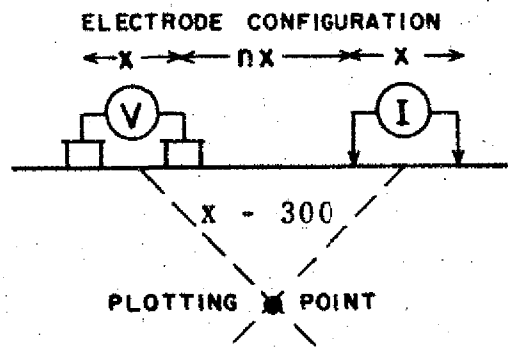 ELECTRODE CONFIGURATION
x nx x
V I
x - 300
PLOTTING POINT